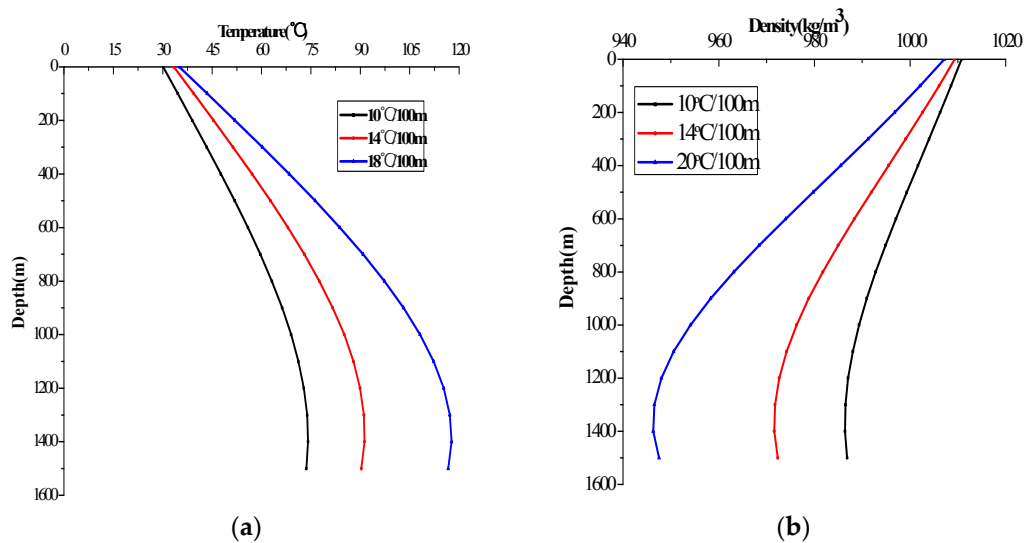 Temperature(℃)
0 30 45 60 75 90 105 120
0
200
400
600
800
1000
1200
1400
1600
Depth(m)
10℃/100m
14℃/100m
18℃/100m
(a)
Density(kg/m³)
940 960 980 1000 1020
0
200
400
600
800
1000
1200
1400
1600
Depth(m)
10℃/100m
14℃/100m
20℃/100m
(b)